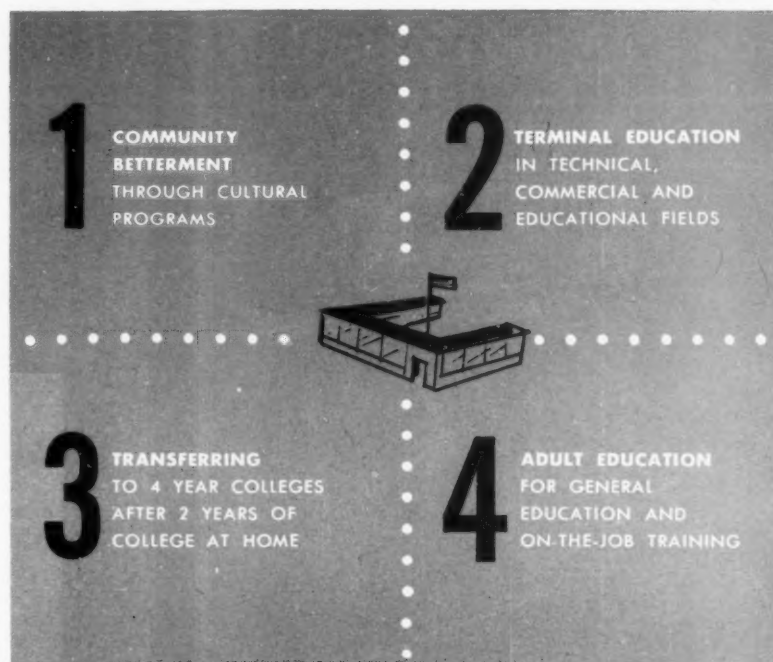 1
COMMUNITY
BETTERMENT
THROUGH CULTURAL
PROGRAMS
2
TERMINAL EDUCATION
IN TECHNICAL,
COMMERCIAL AND
EDUCATIONAL FIELDS
3
TRANSFERRING
TO 4 YEAR COLLEGES
AFTER 2 YEARS OF
COLLEGE AT HOME
4
ADULT EDUCATION
FOR GENERAL
EDUCATION AND
ON-THE-JOB TRAINING